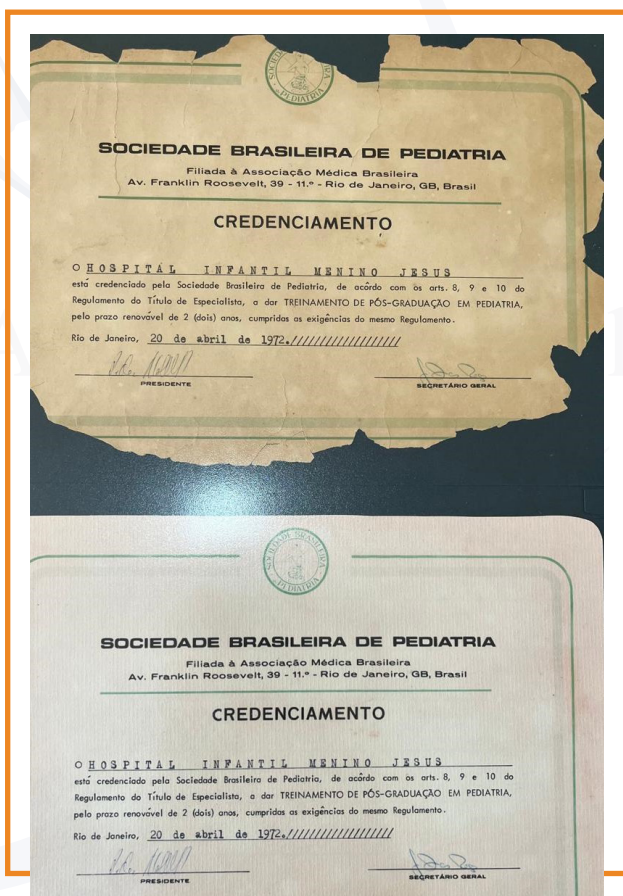 SOCIEDADE BRASILEIRA DE PEDIATRIA
Filiada à Associação Médica Brasileira
Av. Franklin Roosevelt, 39 - 11.º - Rio de Janeiro, GB, Brasil
CREDENCIAMENTO
O HOSPITAL INFANTIL MENINO JESUS
está credenciado pela Sociedade Brasileira de Pediatria, de acôrdo com os arts. 8, 9 e 10 do
Regulamento do Título de Especialista, a dar TREINAMENTO DE PÓS-GRADUAÇÃO EM PEDIATRIA,
pelo prazo renovável de 2 (dois) anos, cumpridas as exigências do mesmo Regulamento.
Rio de Janeiro, 20 de abril de 1972.////////////////////
PRESIDENTE
SECRETÁRIO GERAL
SOCIEDADE BRASILEIRA
PEDIATRIA
SOCIEDADE BRASILEIRA DE PEDIATRIA
Filiada à Associação Médica Brasileira
Av. Franklin Roosevelt, 39 - 11.º - Rio de Janeiro, GB, Brasil
CREDENCIAMENTO
O HOSPITAL INFANTIL MENINO JESUS
está credenciado pela Sociedade Brasileira de Pediatria, de acôrdo com os arts. 8, 9 e 10 do
Regulamento do Título de Especialista, a dar TREINAMENTO DE PÓS-GRADUAÇÃO EM PEDIATRIA,
pelo prazo renovável de 2 (dois) anos, cumpridas as exigências do mesmo Regulamento.
Rio de Janeiro, 20 de abril de 1972.////////////////////
PRESIDENTE
SECRETÁRIO GERAL